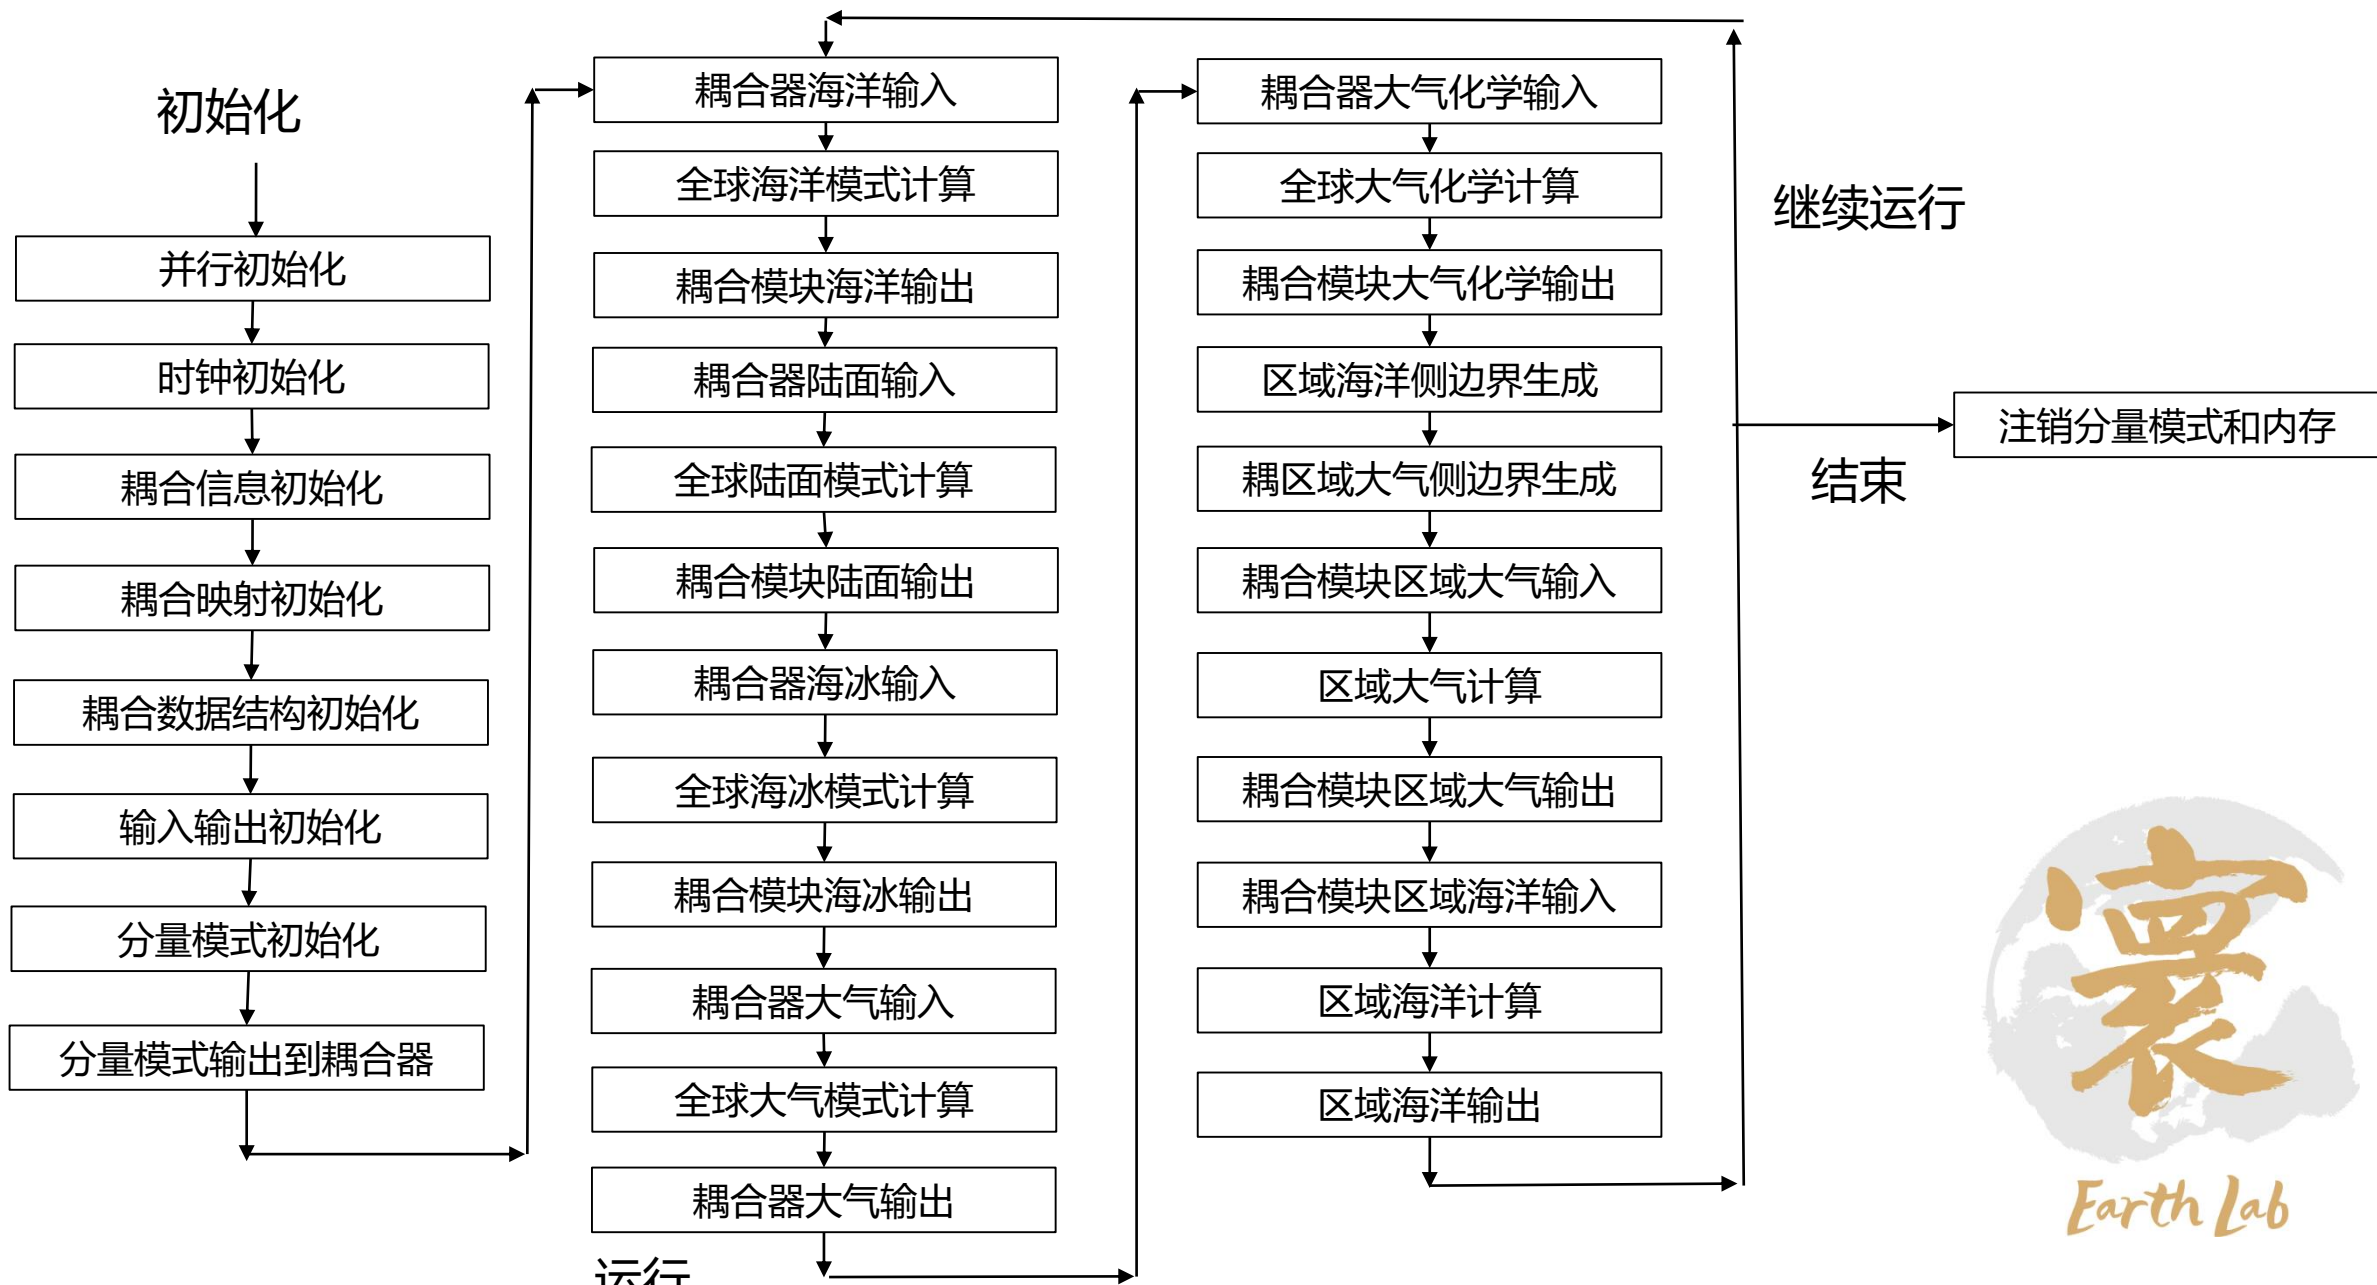 初始化
并行初始化
时钟初始化
耦合信息初始化
耦合映射初始化
耦合数据结构初始化
输入输出初始化
分量模式初始化
分量模式输出到耦合器
耦合器海洋输入
全球海洋模式计算
耦合模块海洋输出
耦合器陆面输入
全球陆面模式计算
耦合模块陆面输出
耦合器海冰输入
全球海冰模式计算
耦合模块海冰输出
耦合器大气输入
全球大气模式计算
耦合器大气输出
运行
耦合器大气化学输入
全球大气化学计算
耦合模块大气化学输出
区域海洋侧边界生成
耦区域大气侧边界生成
耦合模块区域大气输入
区域大气计算
耦合模块区域大气输出
耦合模块区域海洋输入
区域海洋计算
区域海洋输出
继续运行
结束
注销分量模式和内存
寰
Earth Lab